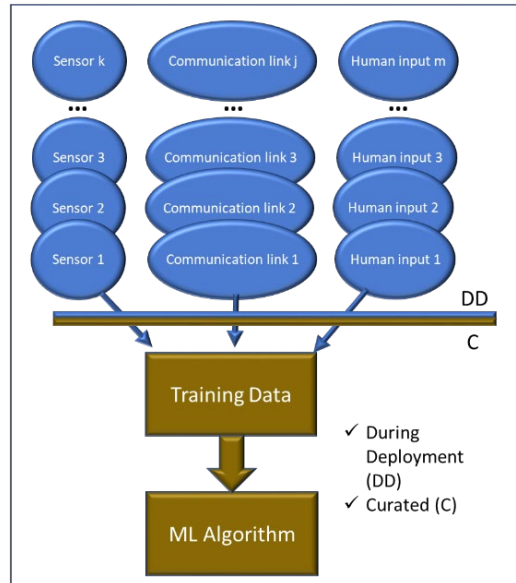 Sensor k Communication link j Human input m
... ... ...
Sensor 3 Communication link 3 Human input 3
Sensor 2 Communication link 2 Human input 2
Sensor 1 Communication link 1 Human input 1
DD
C
Training Data
✓ During
Deployment
(DD)
✓ Curated (C)
ML Algorithm